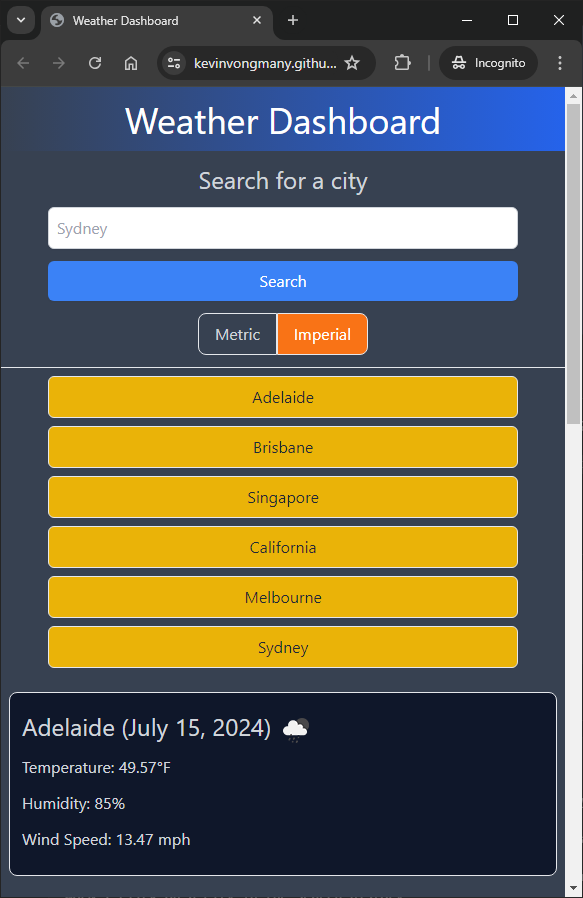 Weather Dashboard
kevinvongmany.githu...
Incognito
Weather Dashboard
Search for a city
Sydney
Search
Metric Imperial
Adelaide
Brisbane
Singapore
California
Melbourne
Sydney
Adelaide (July 15, 2024)
Temperature: 49.57°F
Humidity: 85%
Wind Speed: 13.47 mph